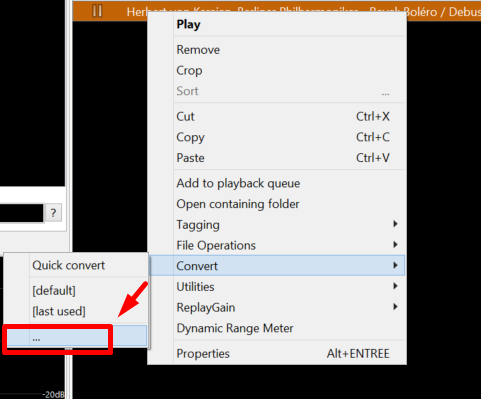 Herbert von Karajan, Berliner Philharmoniker - Ravel: Boléro / Debus
Play
Remove
Crop
Sort ...
Cut Ctrl+X
Copy Ctrl+C
Paste Ctrl+V
Add to playback queue
Open containing folder
Tagging
File Operations
Convert
Utilities
ReplayGain
Dynamic Range Meter
Properties Alt+ENTREE
?
Quick convert
[default]
[last used]
...
-20dB